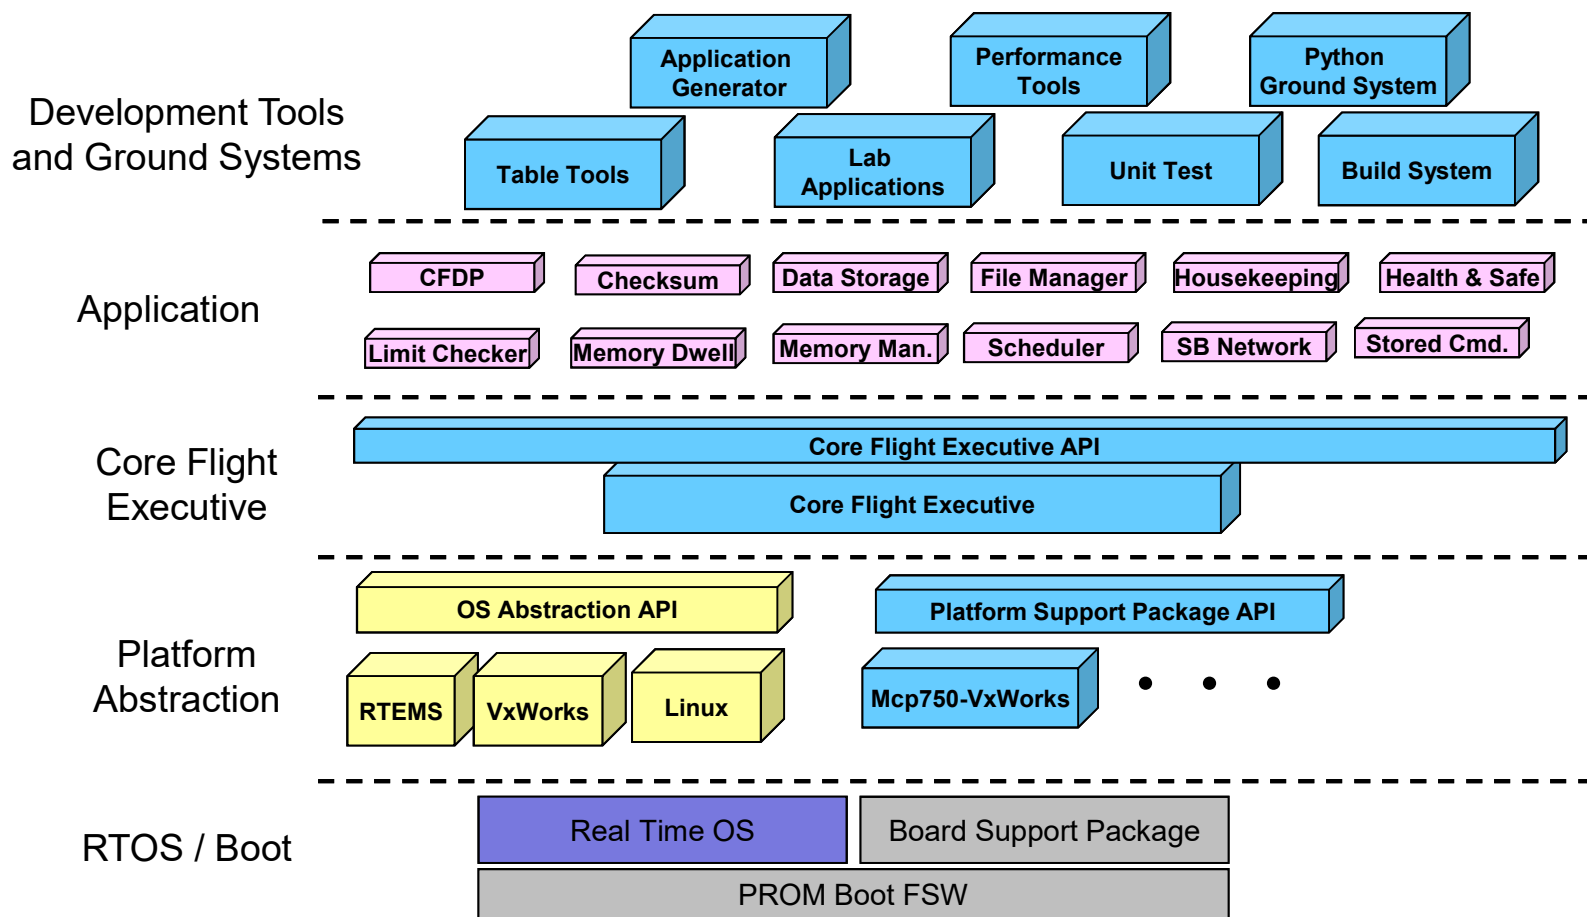 Development Tools
and Ground Systems
Application
Generator
Performance
Tools
Python
Ground System
Table Tools
Lab
Applications
Unit Test
Build System
Application
CFDP
Checksum
Data Storage
File Manager
Housekeeping
Health & Safe
Limit Checker
Memory Dwell
Memory Man.
Scheduler
SB Network
Stored Cmd.
Core Flight
Executive
Core Flight Executive API
Core Flight Executive
Platform
Abstraction
OS Abstraction API
Platform Support Package API
RTEMS
VxWorks
Linux
Mcp750-VxWorks
• • •
RTOS / Boot
Real Time OS
Board Support Package
PROM Boot FSW